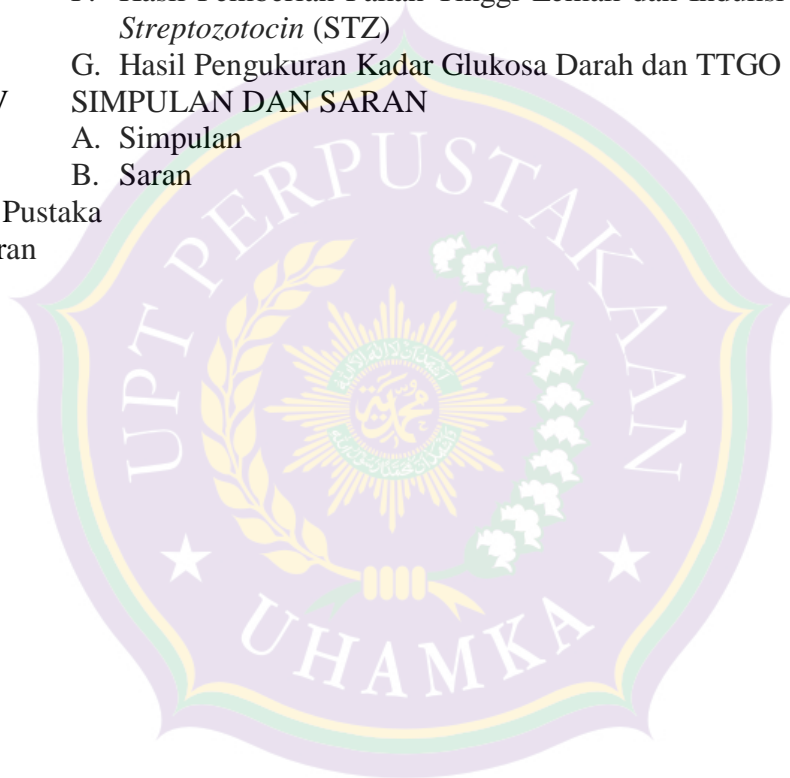 Streptozotocin (STZ)
G. Hasil Pengukuran Kadar Glukosa Darah dan TTGO
SIMPULAN DAN SARAN
A. Simpulan
B. Saran
Pustaka
ran
UPT PERPUSTAKAAN
UHAMKA